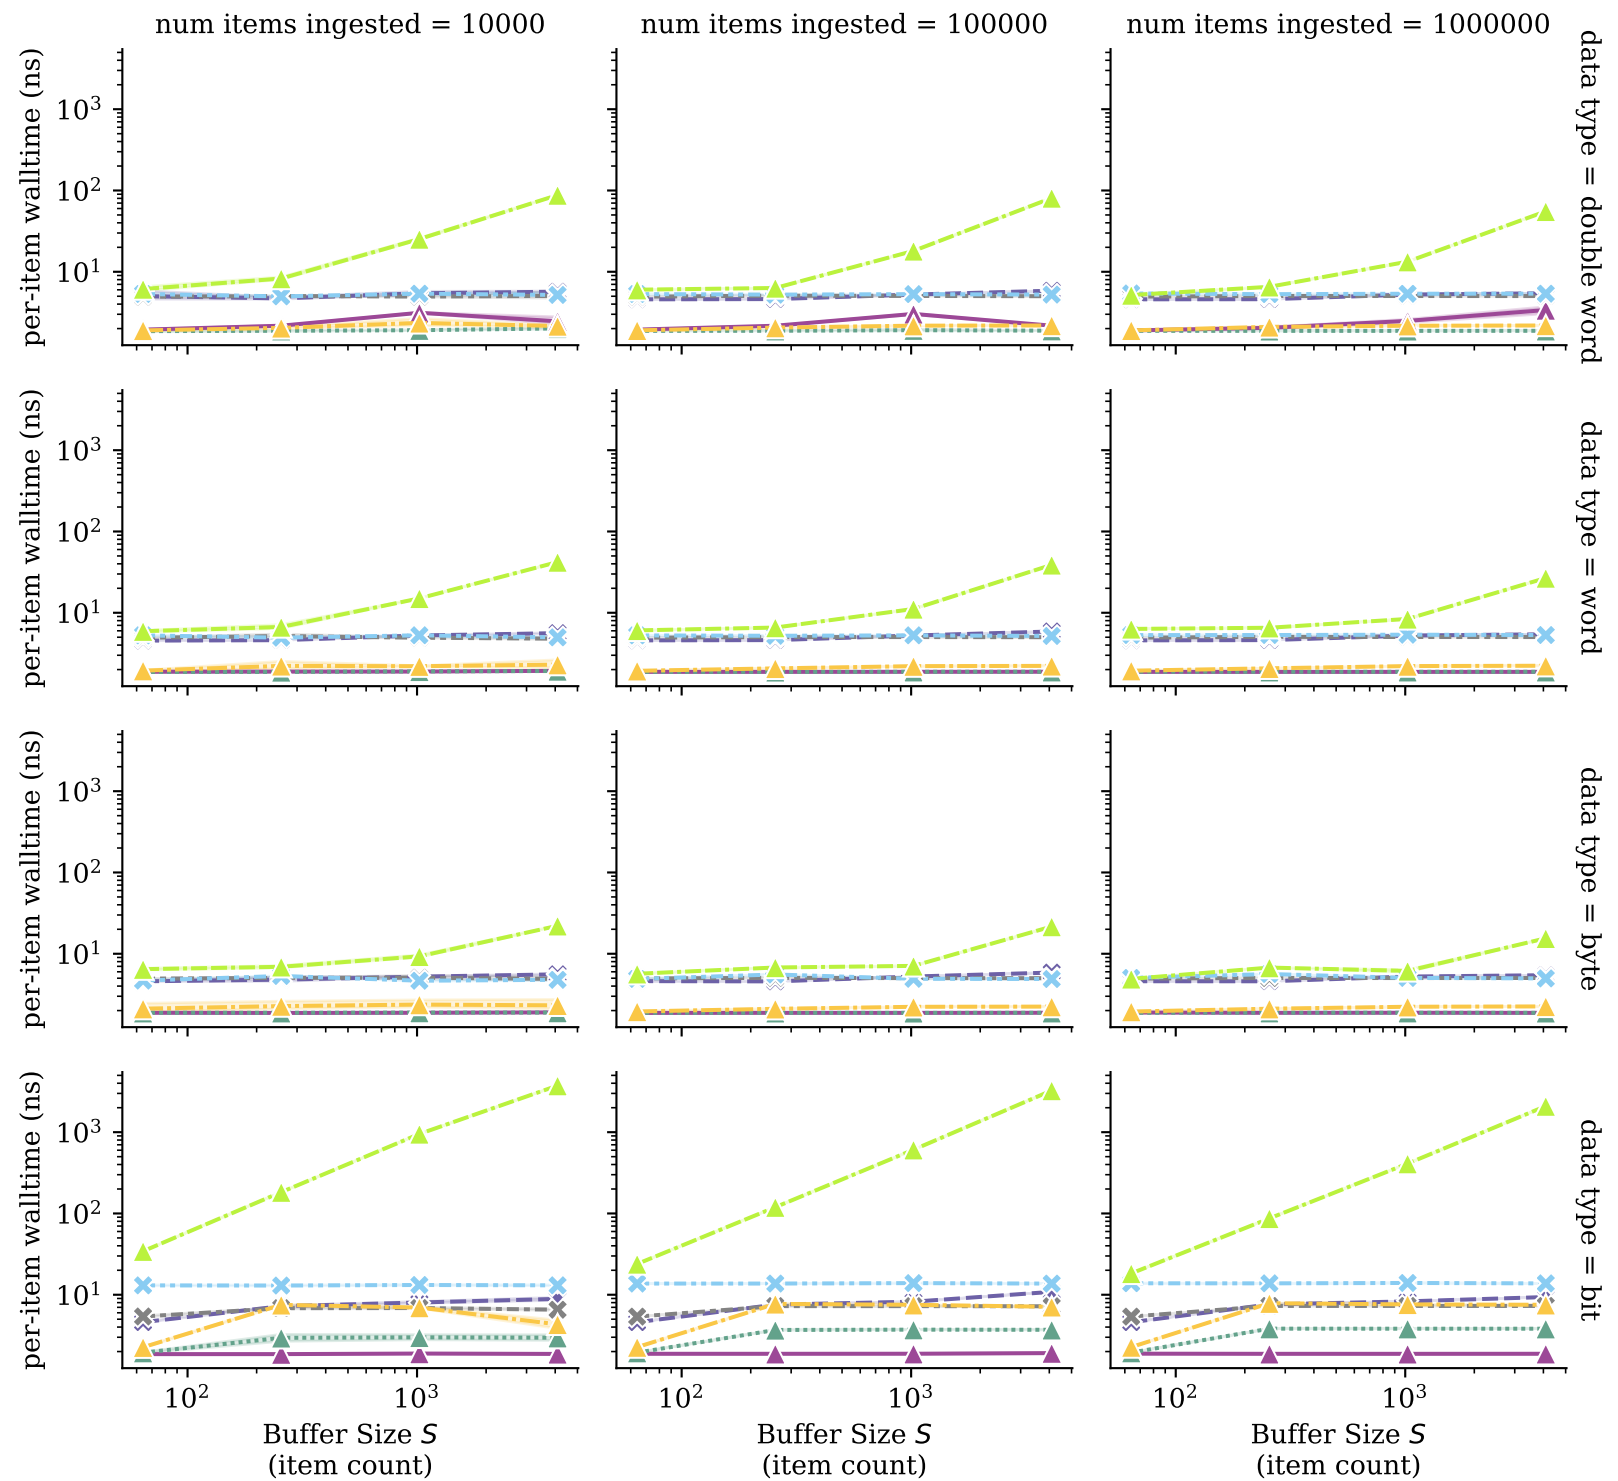 num items ingested = 10000
num items ingested = 100000
num items ingested = 1000000
per-item walltime (ns)
10³
10²
10¹
data type = double word
per-item walltime (ns)
10³
10²
10¹
data type = word
per-item walltime (ns)
10³
10²
10¹
data type = byte
per-item walltime (ns)
10³
10²
10¹
data type = bit
10² 10³
10² 10³
10² 10³
Buffer Size S
(item count)
Buffer Size S
(item count)
Buffer Size S
(item count)